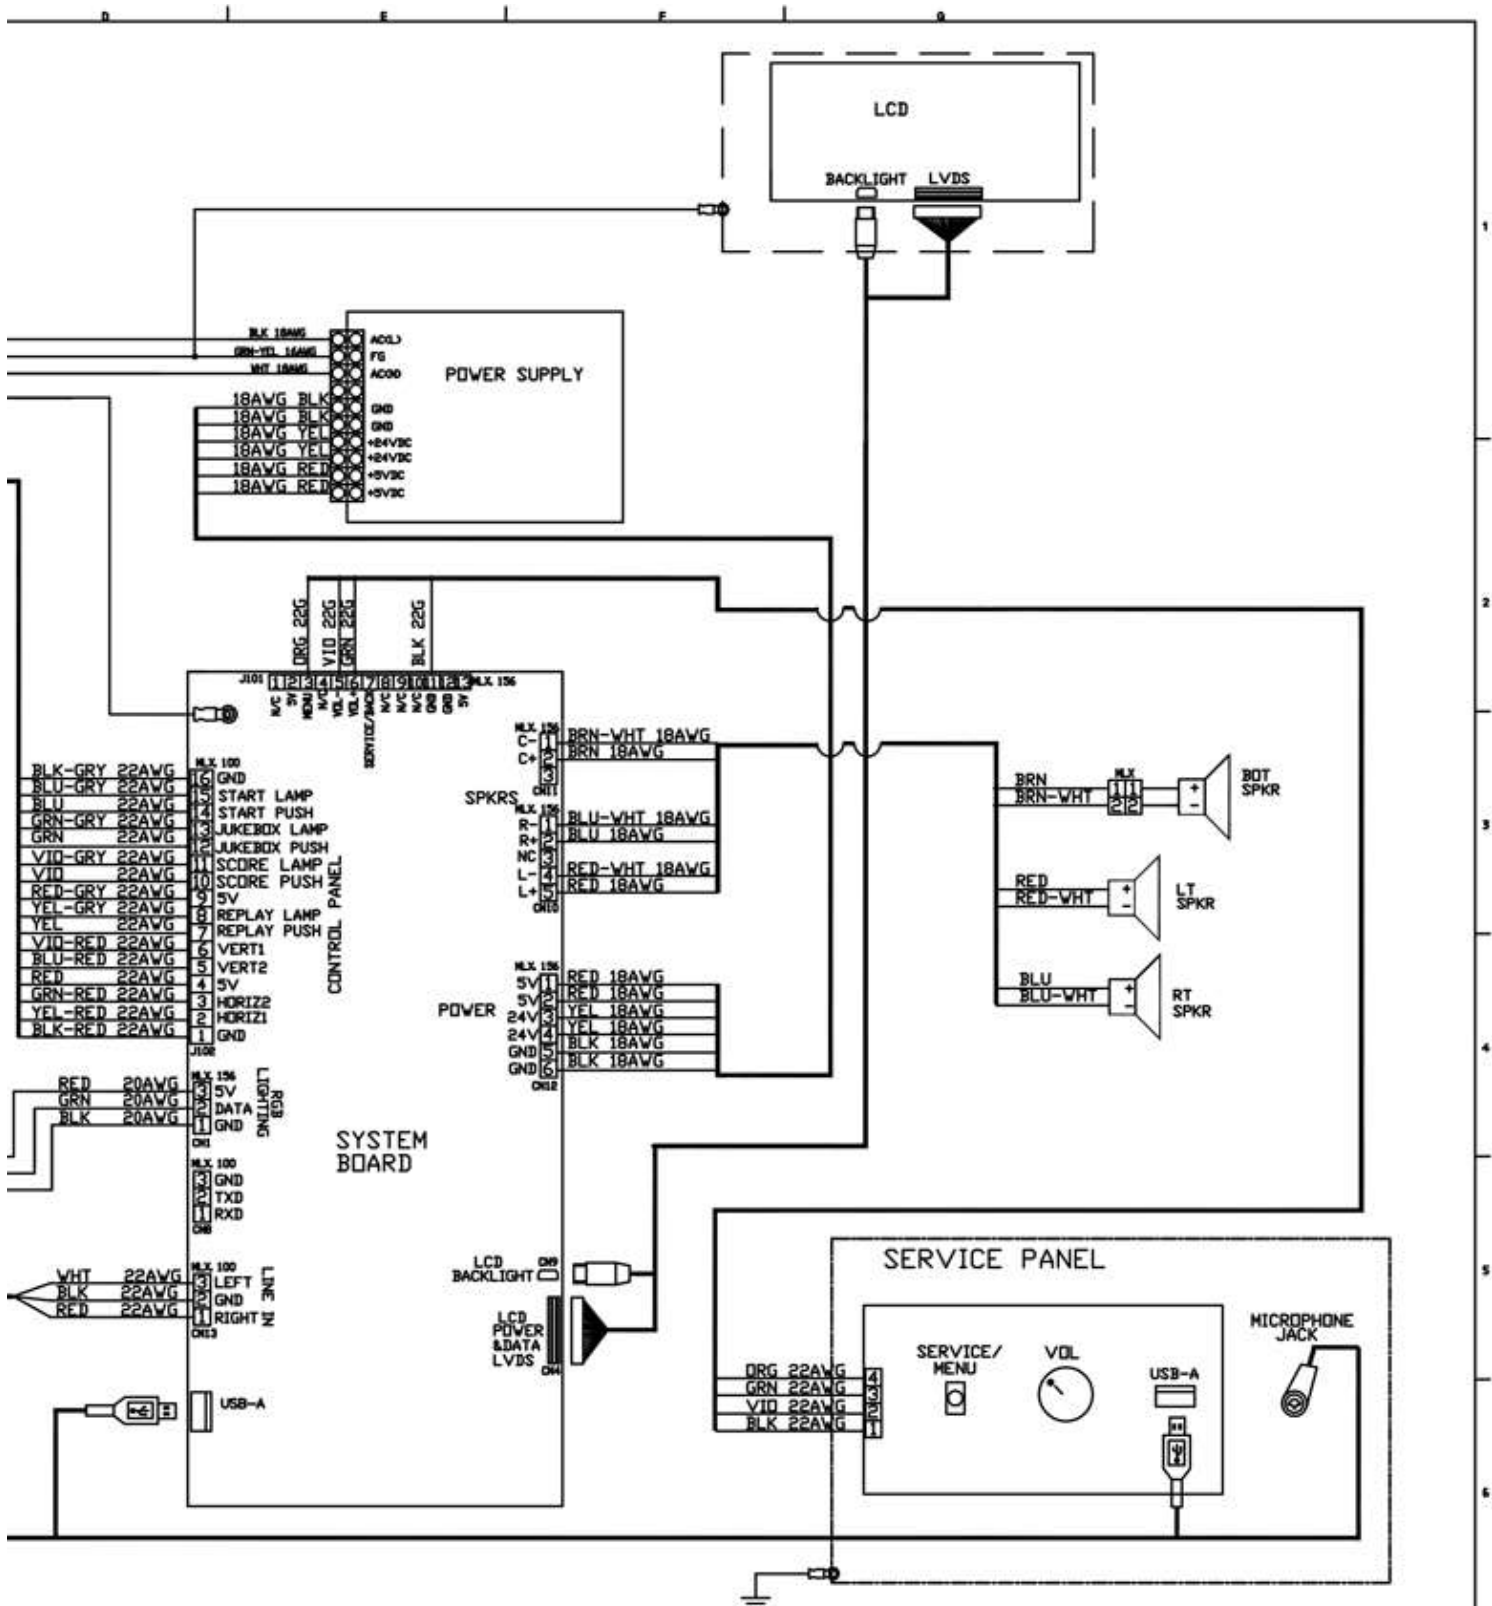 D E F G
LCD
BACKLIGHT LVDS
1
BLK 18AWG
GRN-YEL 16AWG
WHT 18AWG
18AWG BLK
18AWG BLK
18AWG YEL
18AWG YEL
18AWG RED
18AWG RED
AC(L)
FG
GND
GND
+24VDC
+24VDC
+5VDC
+5VDC
POWER SUPPLY
2
ORG 22G
VIO 22G
GRN 22G
BLK 22G
J101 1 2 3 4 5 6 7 8 9 10 11 12 13 MLX 156
N/C
5V
MENU
N/C
VOL-
VOL+
SERVICE/BACK
N/C
N/C
N/C
GND
GND
5V
MLX 100
BLK-GRY 22AWG 16 GND
BLU-GRY 22AWG 15 START LAMP
BLU 22AWG 14 START PUSH
GRN-GRY 22AWG 13 JUKEBOX LAMP
GRN 22AWG 12 JUKEBOX PUSH
VIO-GRY 22AWG 11 SCORE LAMP
VIO 22AWG 10 SCORE PUSH
RED-GRY 22AWG 9 5V
YEL-GRY 22AWG 8 REPLAY LAMP
YEL 22AWG 7 REPLAY PUSH
VIO-RED 22AWG 6 VERT1
BLU-RED 22AWG 5 VERT2
RED 22AWG 4 5V
GRN-RED 22AWG 3 HORIZ2
YEL-RED 22AWG 2 HORIZ1
BLK-RED 22AWG 1 GND
J102
CONTROL PANEL
MLX 156
C- 1 BRN-WHT 18AWG
C+ 2 BRN 18AWG
3
CN11
SPKRS
MLX 156
R- 1 BLU-WHT 18AWG
R+ 2 BLU 18AWG
NC 3
L- 4 RED-WHT 18AWG
L+ 5 RED 18AWG
CN10
BRN
BRN-WHT
MLX
1 1
2 2
+
-
BOT
SPKR
3
RED
RED-WHT
+
-
LT
SPKR
BLU
BLU-WHT
+
-
RT
SPKR
4
MLX 156
5V 1 RED 18AWG
5V 2 RED 18AWG
24V 3 YEL 18AWG
24V 4 YEL 18AWG
GND 5 BLK 18AWG
GND 6 BLK 18AWG
CN12
POWER
MLX 156
RED 20AWG 3 5V
GRN 20AWG 2 DATA
BLK 20AWG 1 GND
CN1
RGB
LIGHTING
SYSTEM
BOARD
MLX 100
3 GND
2 TXD
1 RXD
MLX 100
WHT 22AWG 3 LEFT
BLK 22AWG 2 GND
RED 22AWG 1 RIGHT
CN13
LINE IN
LCD
BACKLIGHT
CN9
LCD
POWER
&DATA
LVDS
CN4
USB-A
5
SERVICE PANEL
ORG 22AWG 4
GRN 22AWG 3
VIO 22AWG 2
BLK 22AWG 1
SERVICE/
MENU
VOL
USB-A
MICROPHONE
JACK
6